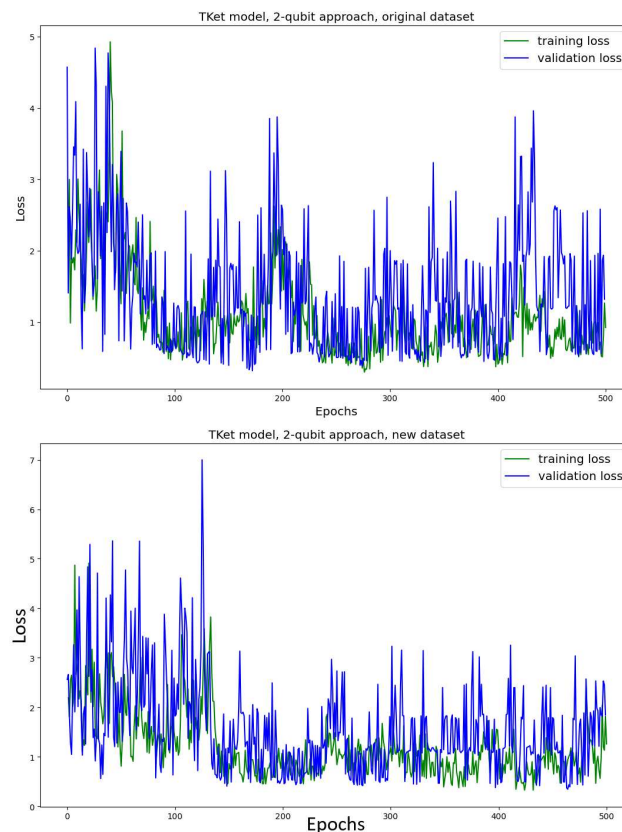 TKet model, 2-qubit approach, original dataset
training loss
validation loss
5
4
3
2
1
Loss
0
100
200
300
400
500
Epochs
TKet model, 2-qubit approach, new dataset
training loss
validation loss
7
6
5
4
3
2
1
0
Loss
0
100
200
300
400
500
Epochs